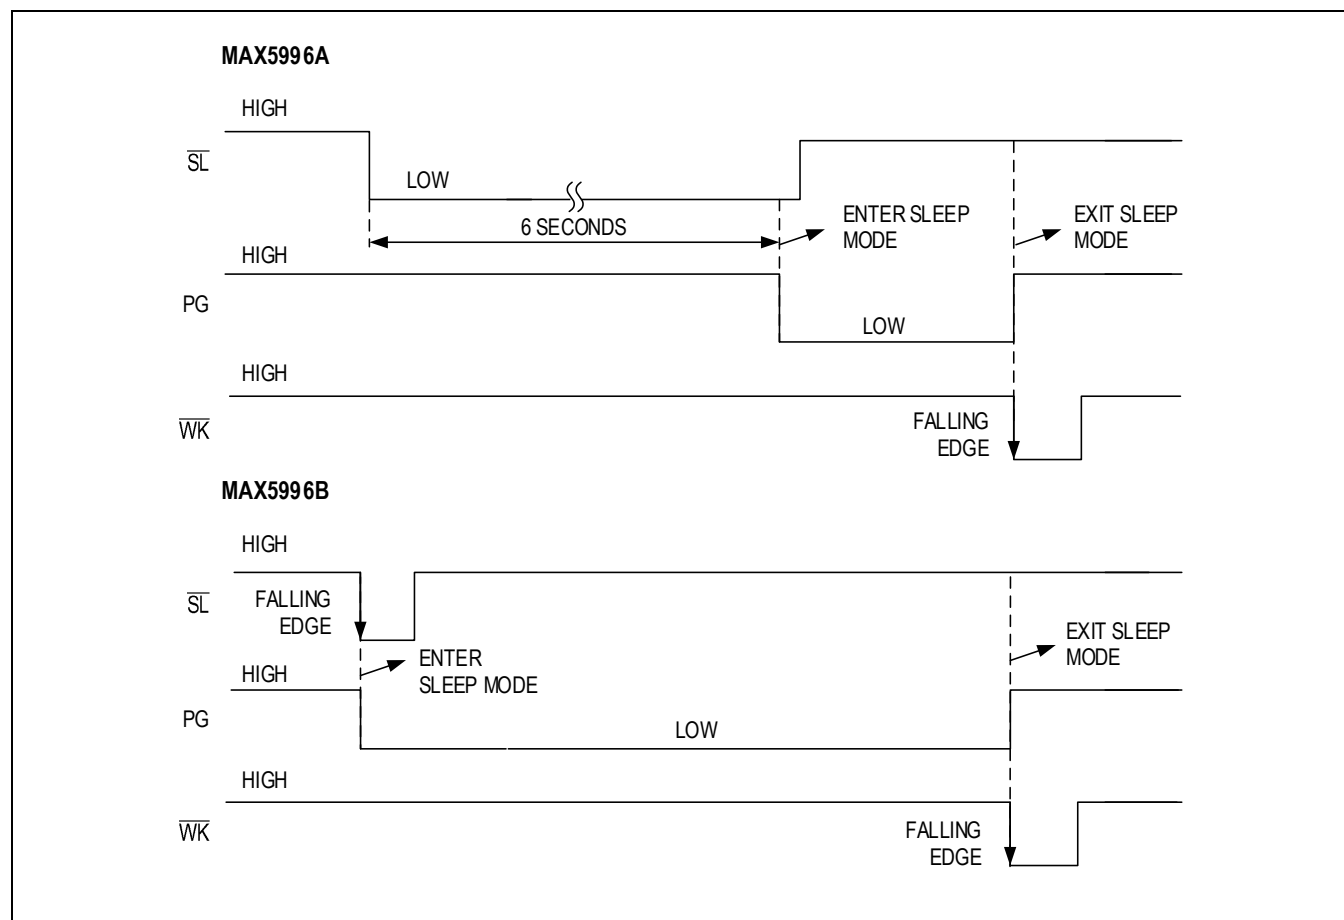 MAX5996A
HIGH
SL
LOW
6 SECONDS
ENTER SLEEP
MODE
EXIT SLEEP
MODE
HIGH
PG
LOW
HIGH
WK
FALLING
EDGE
MAX5996B
HIGH
SL
FALLING
EDGE
ENTER
SLEEP MODE
EXIT SLEEP
MODE
HIGH
PG
LOW
HIGH
WK
FALLING
EDGE